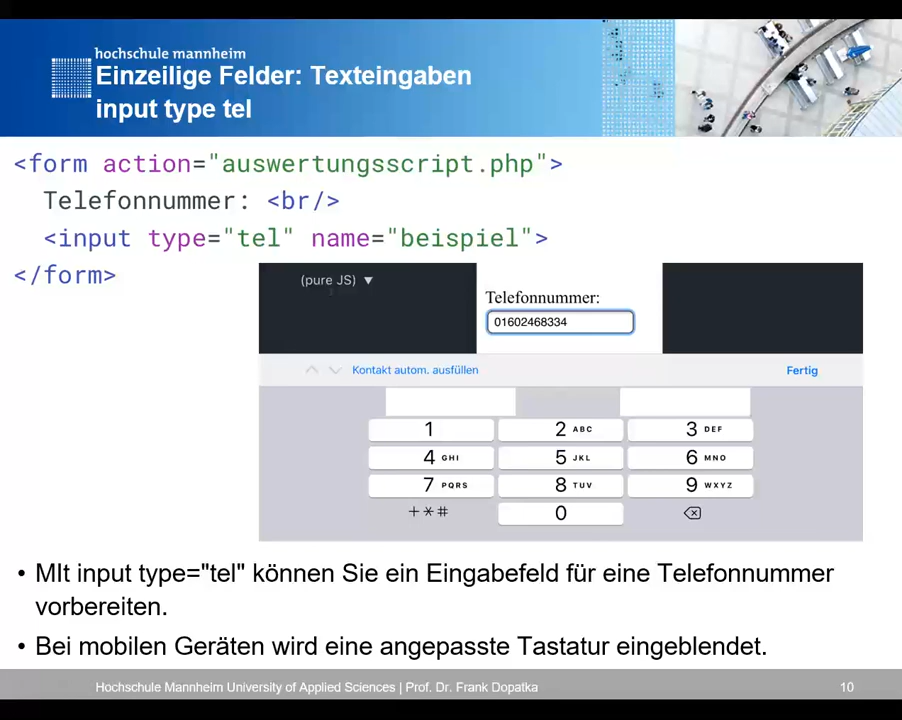 hochschule mannheim
Einzeilige Felder: Texteingaben
input type tel
<form action="auswertungsscript.php">
Telefonnummer: <br/>
<input type="tel" name="beispiel">
</form>
(pure JS) ▼
Telefonnummer:
01602468334
Kontakt autom. ausfüllen
Fertig
1 2 ABC 3 DEF
4 GHI 5 JKL 6 MNO
7 PQRS 8 TUV 9 WXYZ
+*# 0
• MIt input type="tel" können Sie ein Eingabefeld für eine Telefonnummer
vorbereiten.
• Bei mobilen Geräten wird eine angepasste Tastatur eingeblendet.
Hochschule Mannheim University of Applied Sciences | Prof. Dr. Frank Dopatka
10